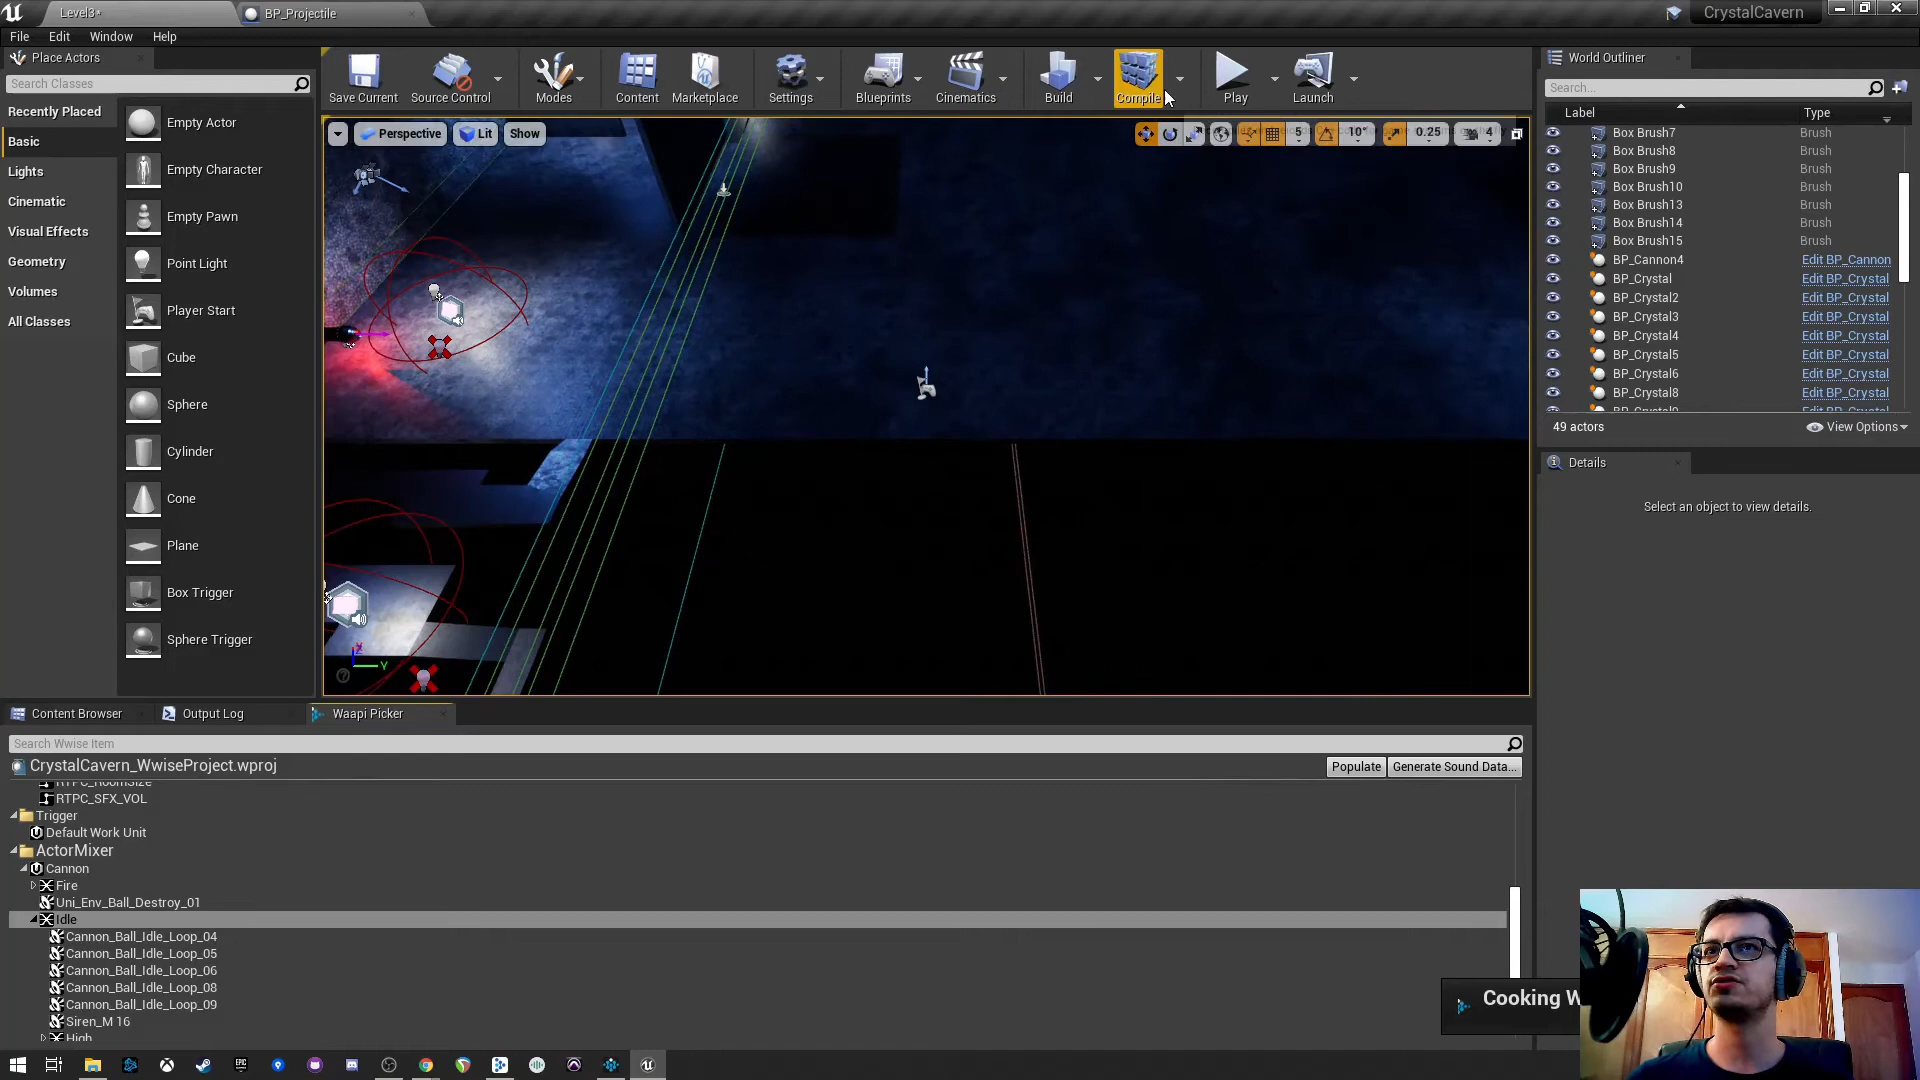 Level3*
BP_Projectile
CrystalCavern
File Edit Window Help
Place Actors
Search Classes
Recently Placed
Basic
Lights
Cinematic
Visual Effects
Geometry
Volumes
All Classes
Empty Actor
Empty Character
Empty Pawn
Point Light
Player Start
Cube
Sphere
Cylinder
Cone
Plane
Box Trigger
Sphere Trigger
Save Current Source Control Modes Content Marketplace Settings Blueprints Cinematics Build Compile Play Launch
Perspective Lit Show
5 10° 0.25 4
Z
Y
World Outliner
Search...
Label Type
Box Brush7 Brush
Box Brush8 Brush
Box Brush9 Brush
Box Brush10 Brush
Box Brush13 Brush
Box Brush14 Brush
Box Brush15 Brush
BP_Cannon4 Edit BP_Cannon
BP_Crystal Edit BP_Crystal
BP_Crystal2 Edit BP_Crystal
BP_Crystal3 Edit BP_Crystal
BP_Crystal4 Edit BP_Crystal
BP_Crystal5 Edit BP_Crystal
BP_Crystal6 Edit BP_Crystal
BP_Crystal8 Edit BP_Crystal
49 actors View Options
Details
Select an object to view details.
Content Browser Output Log Waapi Picker
Search Wwise Item
CrystalCavern_WwiseProject.wproj
Populate Generate Sound Data...
RTPC_RoomSize
RTPC_SFX_VOL
Trigger
Default Work Unit
ActorMixer
Cannon
Fire
Uni_Env_Ball_Destroy_01
Idle
Cannon_Ball_Idle_Loop_04
Cannon_Ball_Idle_Loop_05
Cannon_Ball_Idle_Loop_06
Cannon_Ball_Idle_Loop_08
Cannon_Ball_Idle_Loop_09
Siren_M 16
High
Cooking W
EPIC